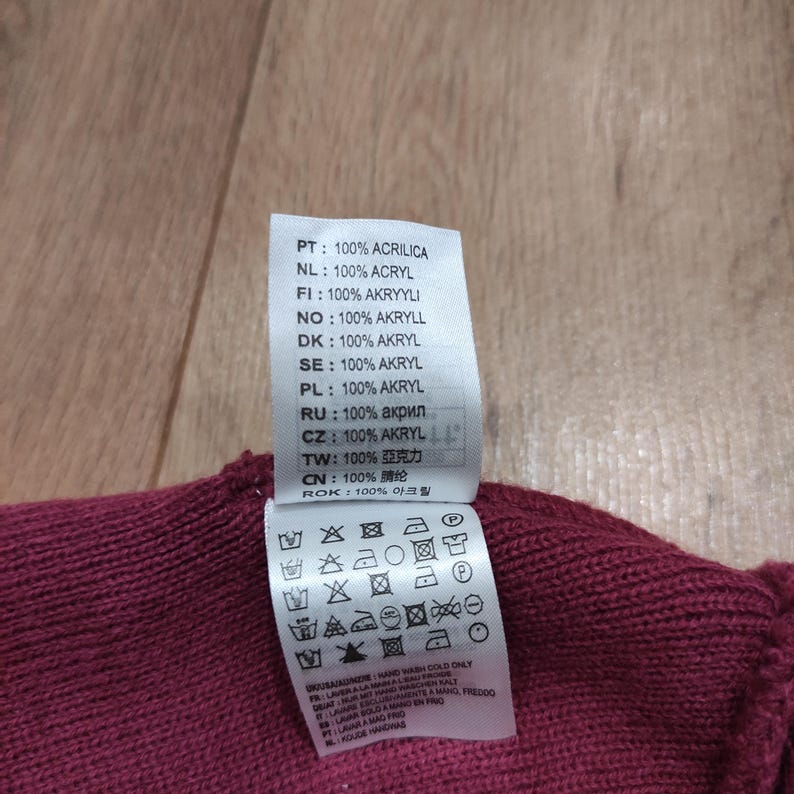 PT : 100% ACRILICA
NL : 100% ACRYL
FI : 100% AKRYYLI
NO : 100% AKRYLL
DK : 100% AKRYL
SE : 100% AKRYL
PL : 100% AKRYL
RU : 100% акрил
CZ : 100% AKRYL
TW : 100% 亞克力
CN : 100% 腈纶
ROK : 100% 아크릴
UK/USA/AU/NZ/IE : HAND WASH COLD ONLY
FR : LAVER A LA MAIN A L'EAU FROIDE
DE/AT : NUR MIT HAND WASCHEN KALT
IT : LAVARE ESCLUSIVAMENTE A MANO, FREDDO
ES : LAVAR SOLO A MANO EN FRIO
PT : LAVAR A MAO FRIO
NL : KOUDE HANDWAS